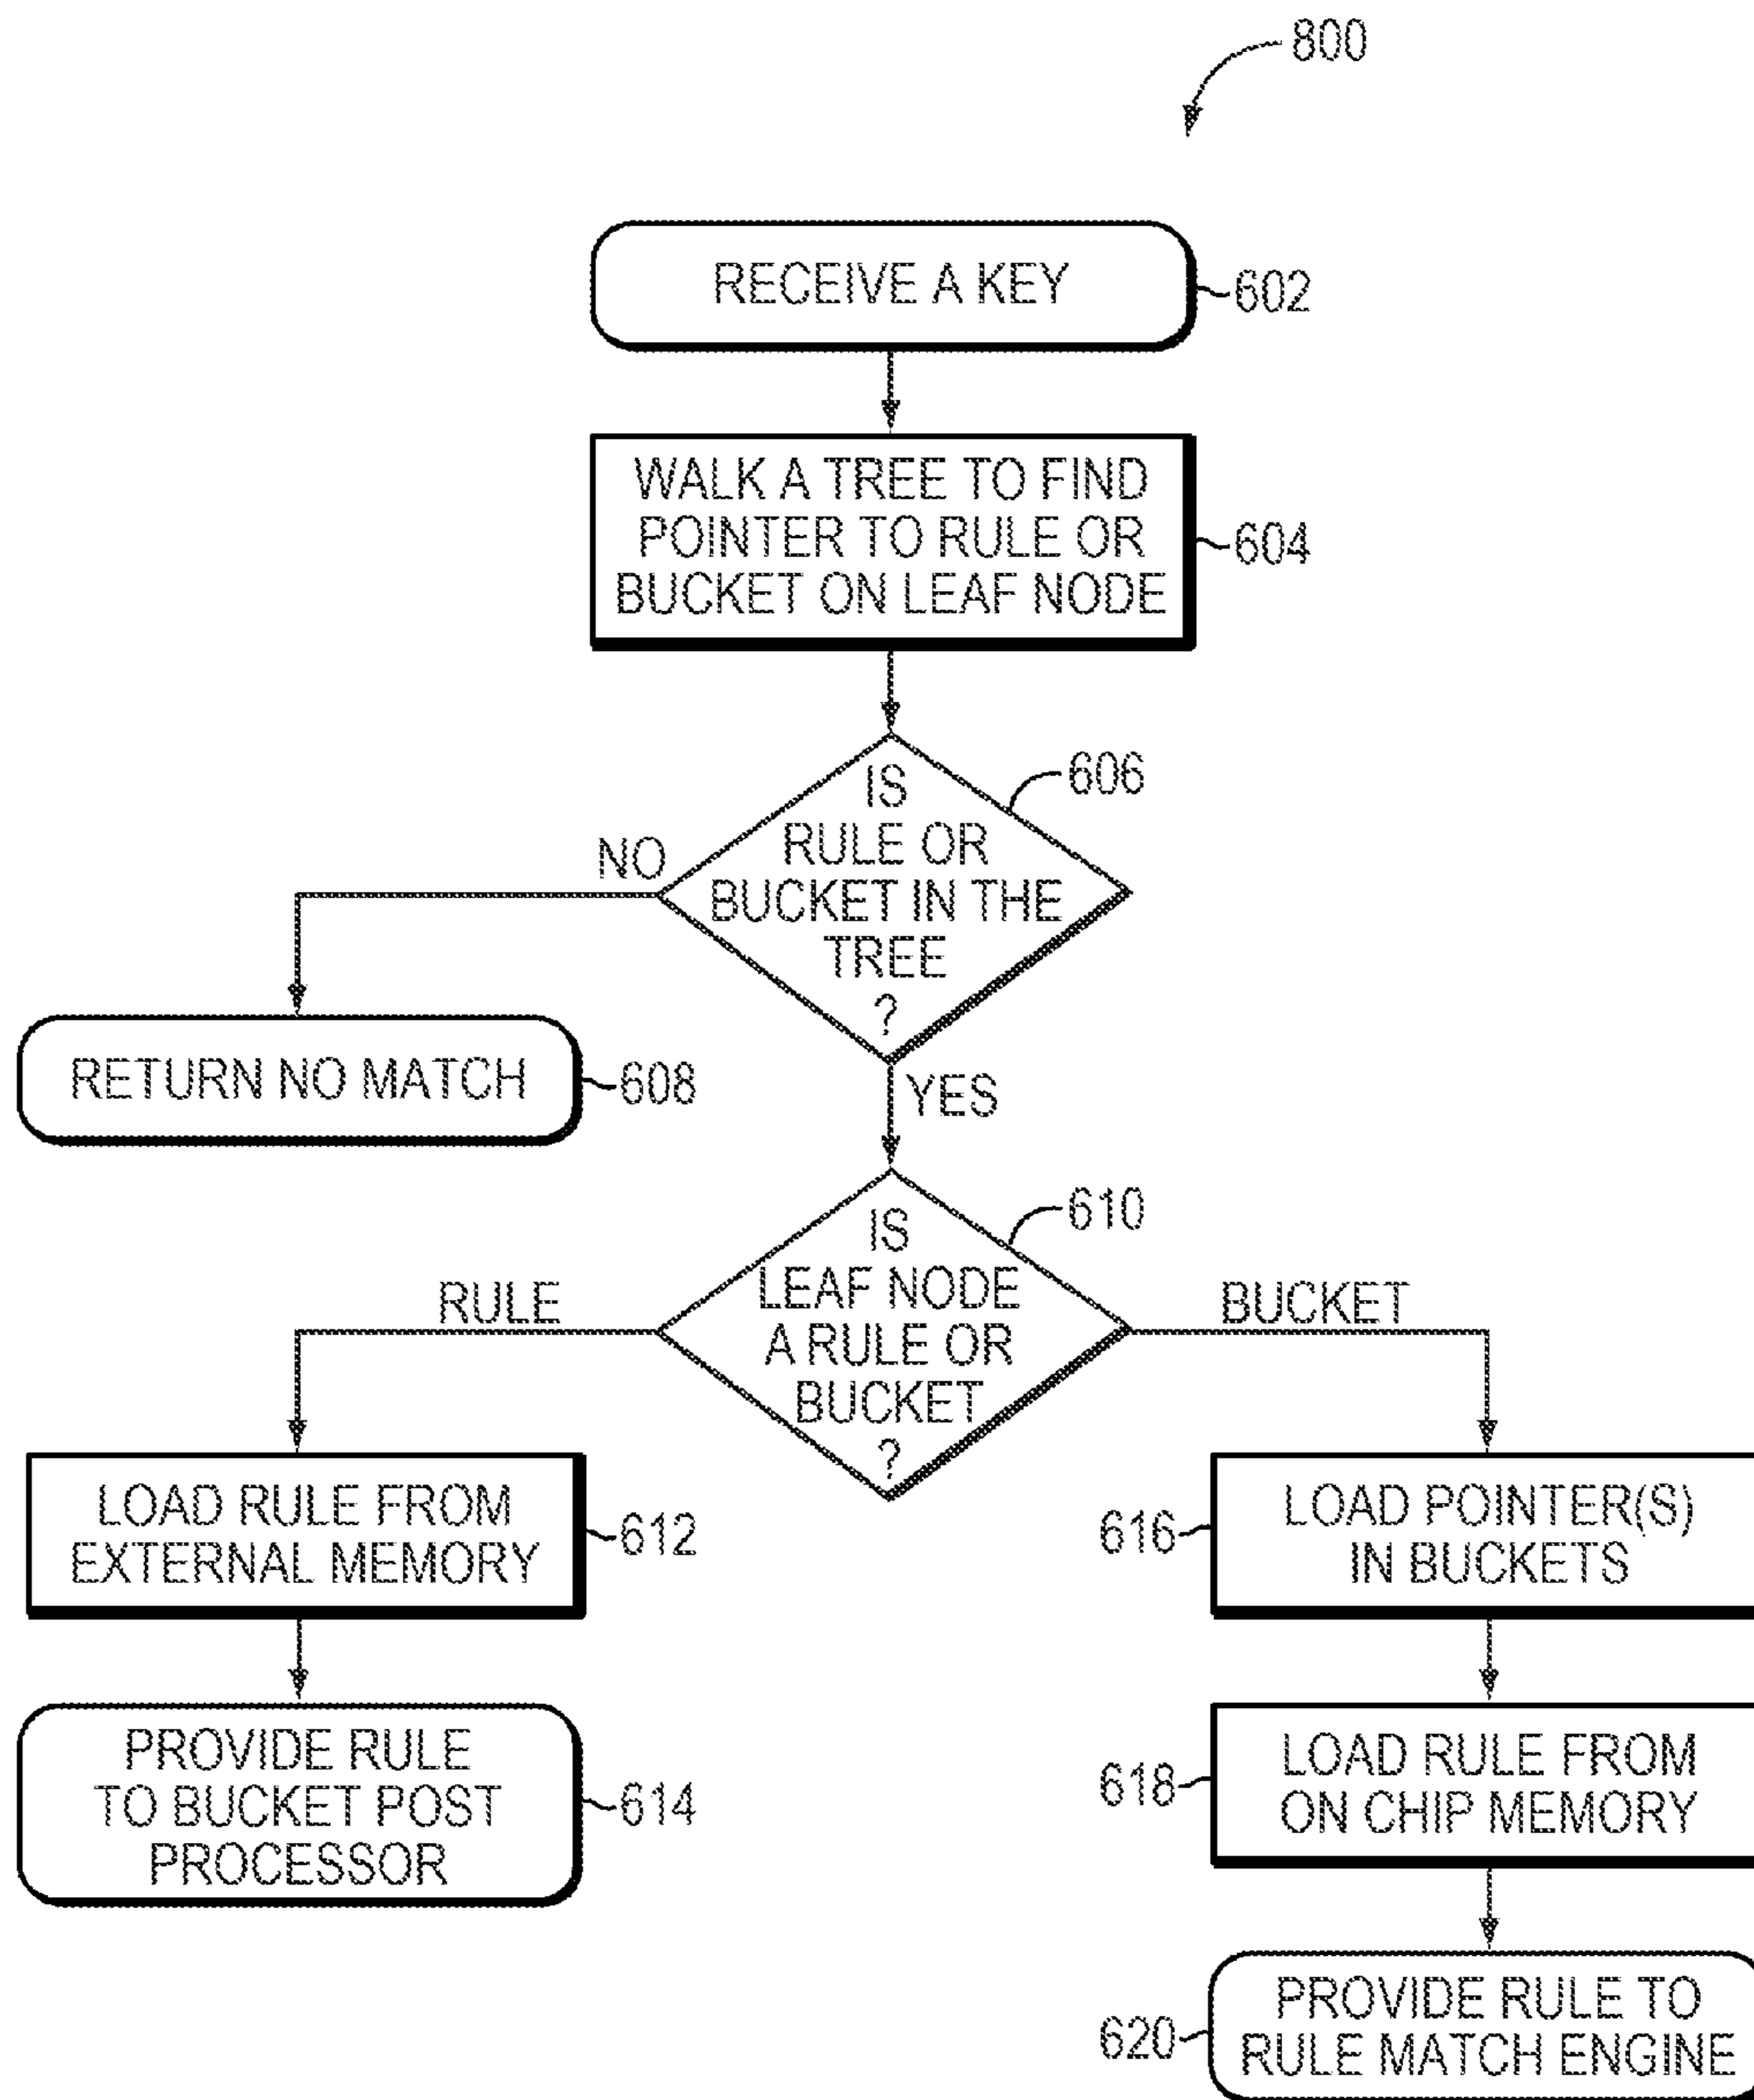 800
RECEIVE A KEY
602
WALK A TREE TO FIND
POINTER TO RULE OR
BUCKET ON LEAF NODE
604
IS
RULE OR
BUCKET IN THE
TREE
?
606
NO
RETURN NO MATCH
608
YES
IS
LEAF NODE
A RULE OR
BUCKET
?
610
RULE
BUCKET
LOAD RULE FROM
EXTERNAL MEMORY
612
616
LOAD POINTER(S)
IN BUCKETS
PROVIDE RULE
TO BUCKET POST
PROCESSOR
614
618
LOAD RULE FROM
ON CHIP MEMORY
620
PROVIDE RULE TO
RULE MATCH ENGINE